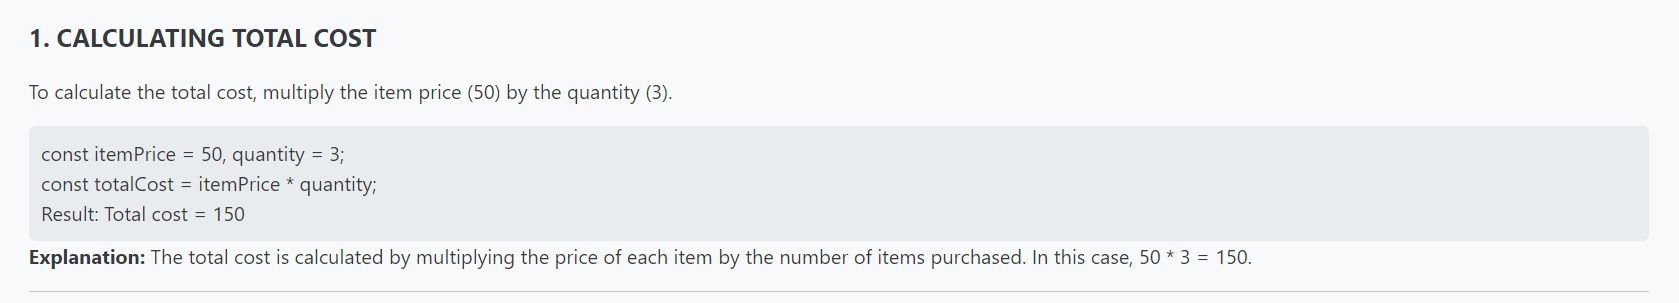 1. CALCULATING TOTAL COST
To calculate the total cost, multiply the item price (50) by the quantity (3).
const itemPrice = 50, quantity = 3;
const totalCost = itemPrice * quantity;
Result: Total cost = 150
Explanation: The total cost is calculated by multiplying the price of each item by the number of items purchased. In this case, 50 * 3 = 150.